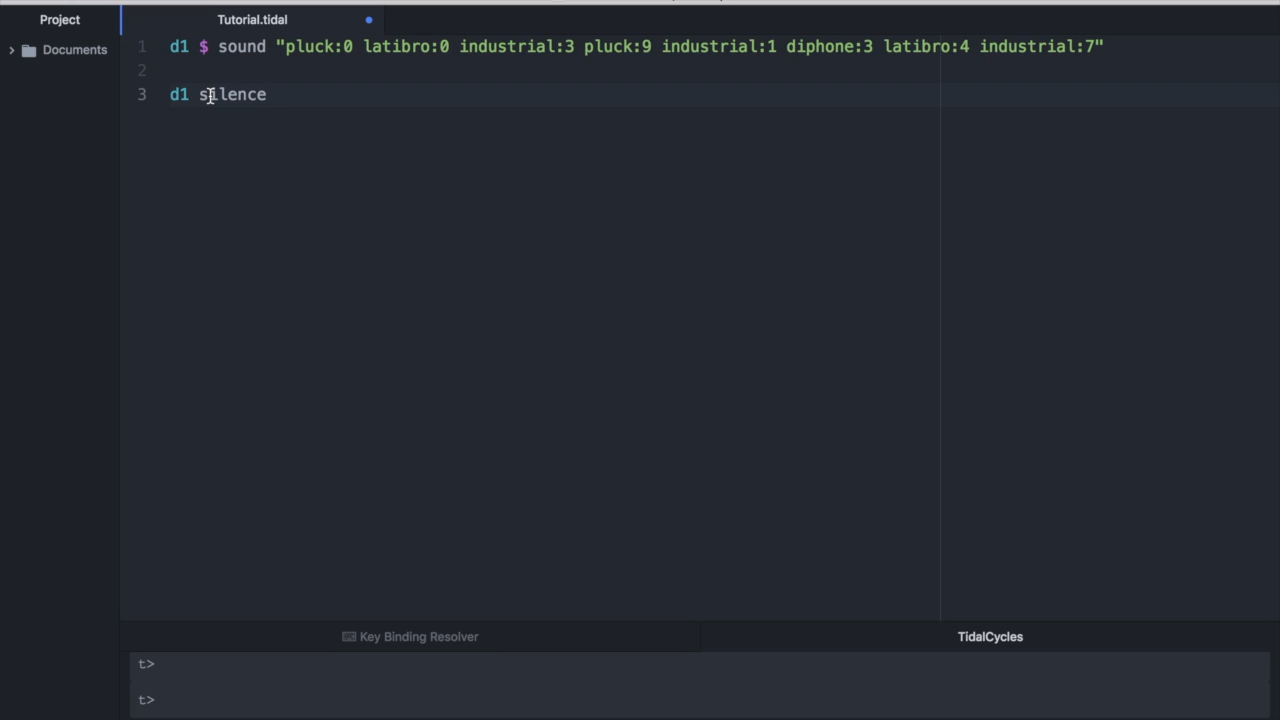 Project
Tutorial.tidal
Documents
1 d1 $ sound "pluck:0 latibro:0 industrial:3 pluck:9 industrial:1 diphone:3 latibro:4 industrial:7"
2
3 d1 silence
Key Binding Resolver
TidalCycles
t>
t>